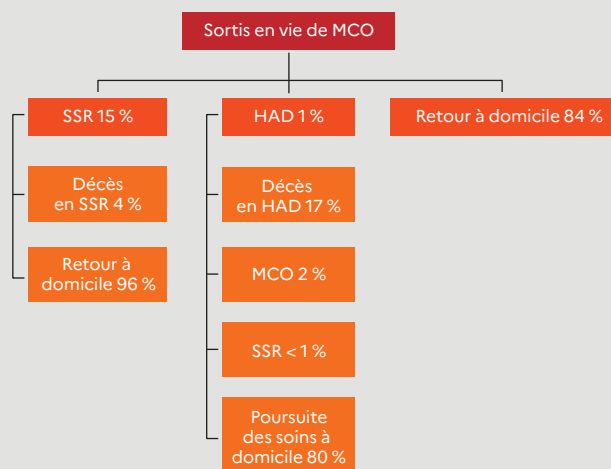 Sortis en vie de MCO
SSR 15 %
HAD 1 %
Retour à domicile 84 %
Décès
en SSR 4 %
Retour à
domicile 96 %
Décès
en HAD 17 %
MCO 2 %
SSR < 1 %
Poursuite
des soins à
domicile 80 %